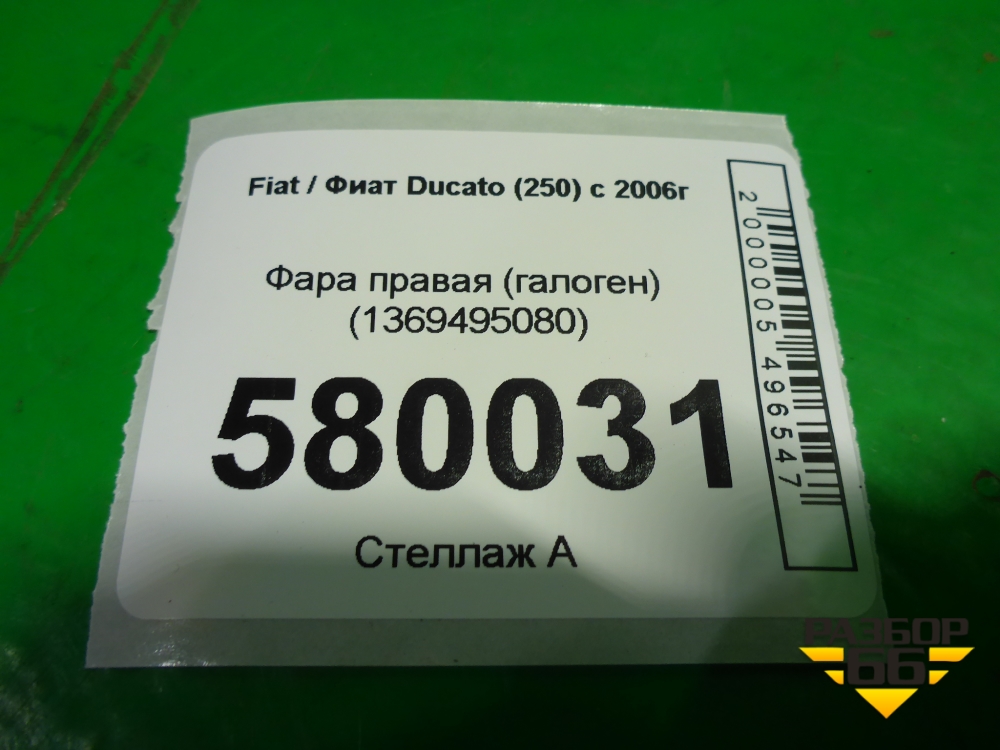 Fiat / Фиат Ducato (250) с 2006г
Фара правая (галоген)
(1369495080)
580031
Стеллаж А
2000005496547
РАЗБОР
66